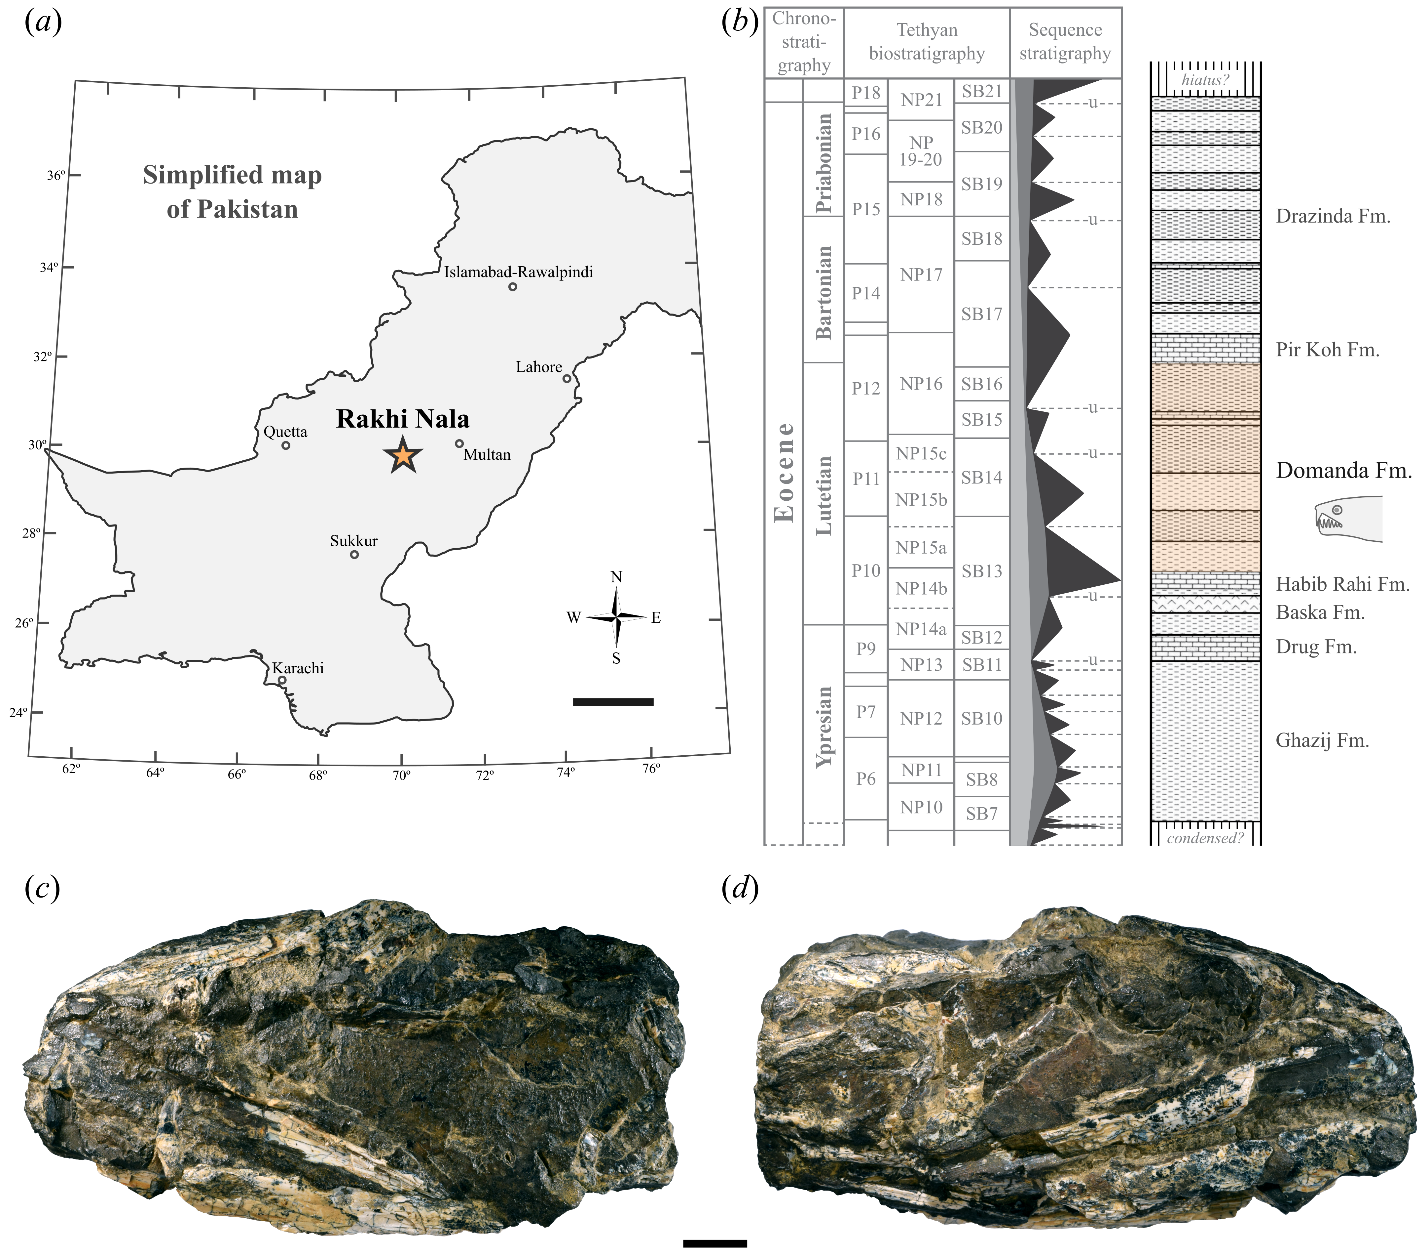 (a)
Simplified map
of Pakistan
36º
34º
32º
30º
28º
26º
24º
62º
64º
66º
68º
70º
72º
74º
76º
Islamabad-Rawalpindi
Lahore
Rakhi Nala
Quetta
Multan
Sukkur
Karachi
N
W
E
S
(b)
Chrono-
strati-
graphy
Tethyan
biostratigraphy
Sequence
stratigraphy
Eocene
Priabonian
Bartonian
Lutetian
Ypresian
P18
P16
P15
P14
P12
P11
P10
P9
P7
P6
NP21
NP
19-20
NP18
NP17
NP16
NP15c
NP15b
NP15a
NP14b
NP14a
NP13
NP12
NP11
NP10
SB21
SB20
SB19
SB18
SB17
SB16
SB15
SB14
SB13
SB12
SB11
SB10
SB8
SB7
u
u
u
u
u
u
hiatus?
Drazinda Fm.
Pir Koh Fm.
Domanda Fm.
Habib Rahi Fm.
Baska Fm.
Drug Fm.
Ghazij Fm.
condensed?
(c)
(d)